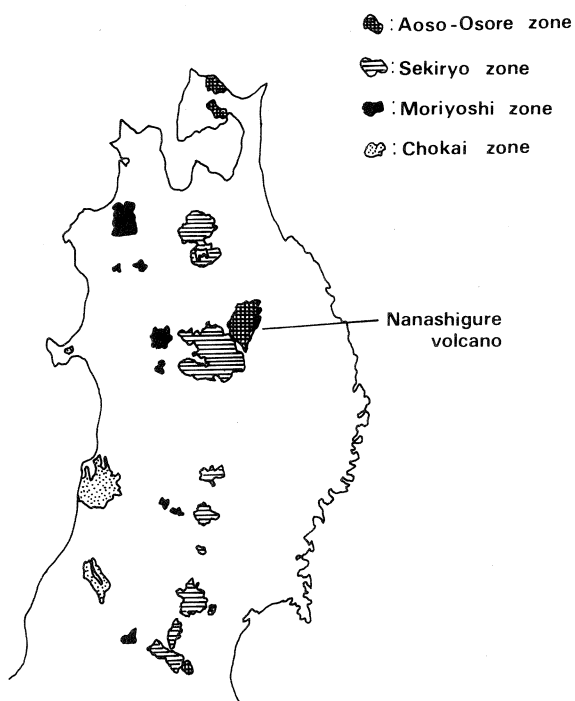 : Aoso-Osore zone
: Sekiryo zone
: Moriyoshi zone
: Chokai zone
Nanashigure
volcano